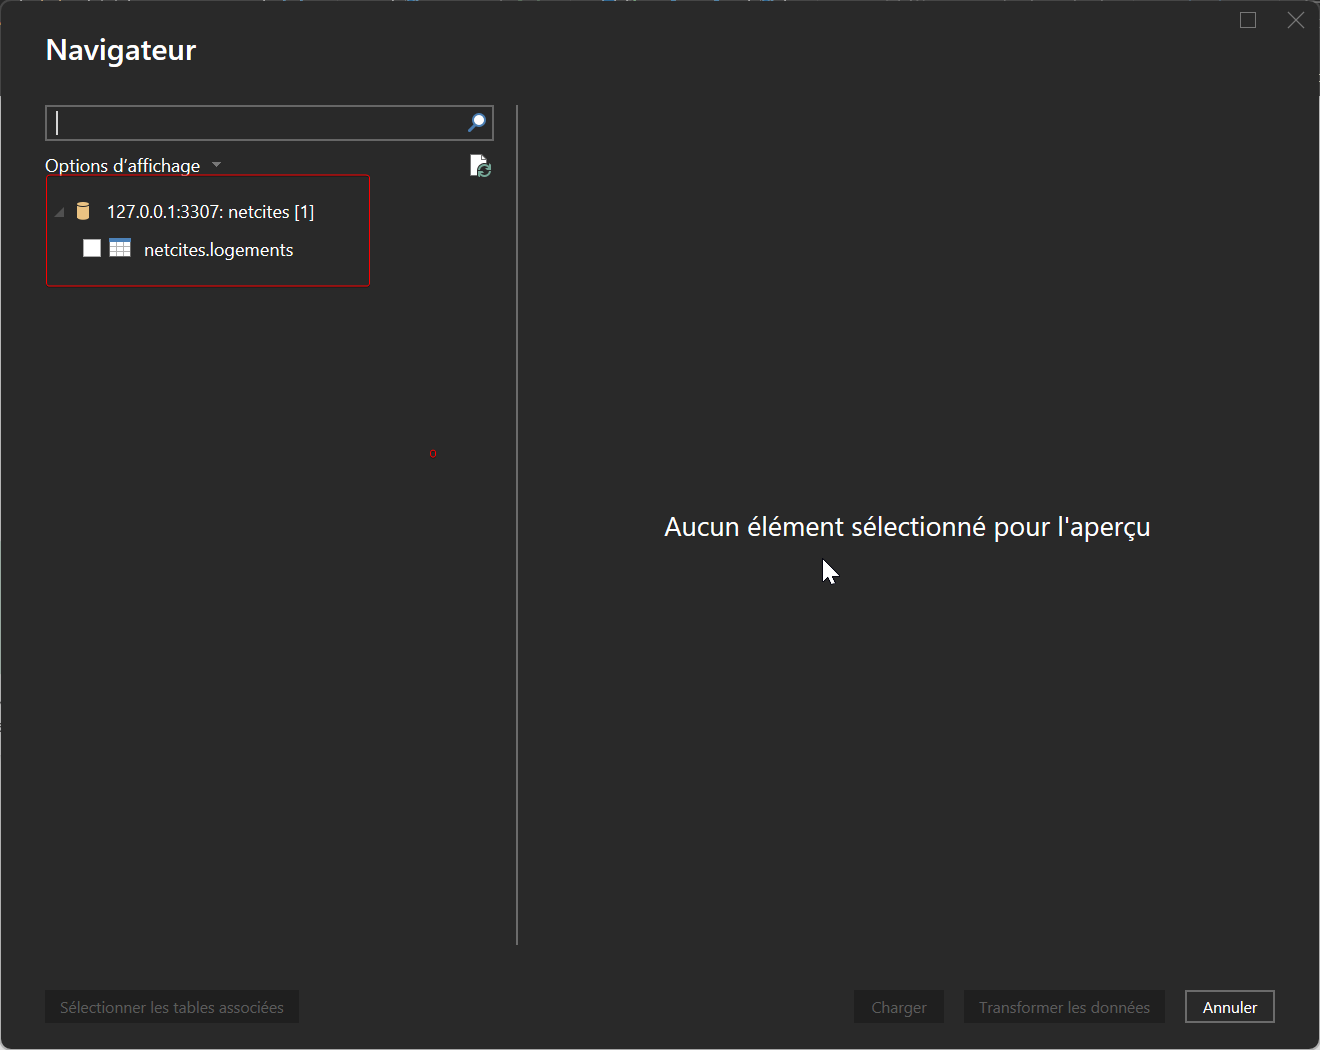 Navigateur
Options d’affichage
127.0.0.1:3307: netcites [1]
netcites.logements
o
Aucun élément sélectionné pour l'aperçu
Sélectionner les tables associées
Charger
Transformer les données
Annuler